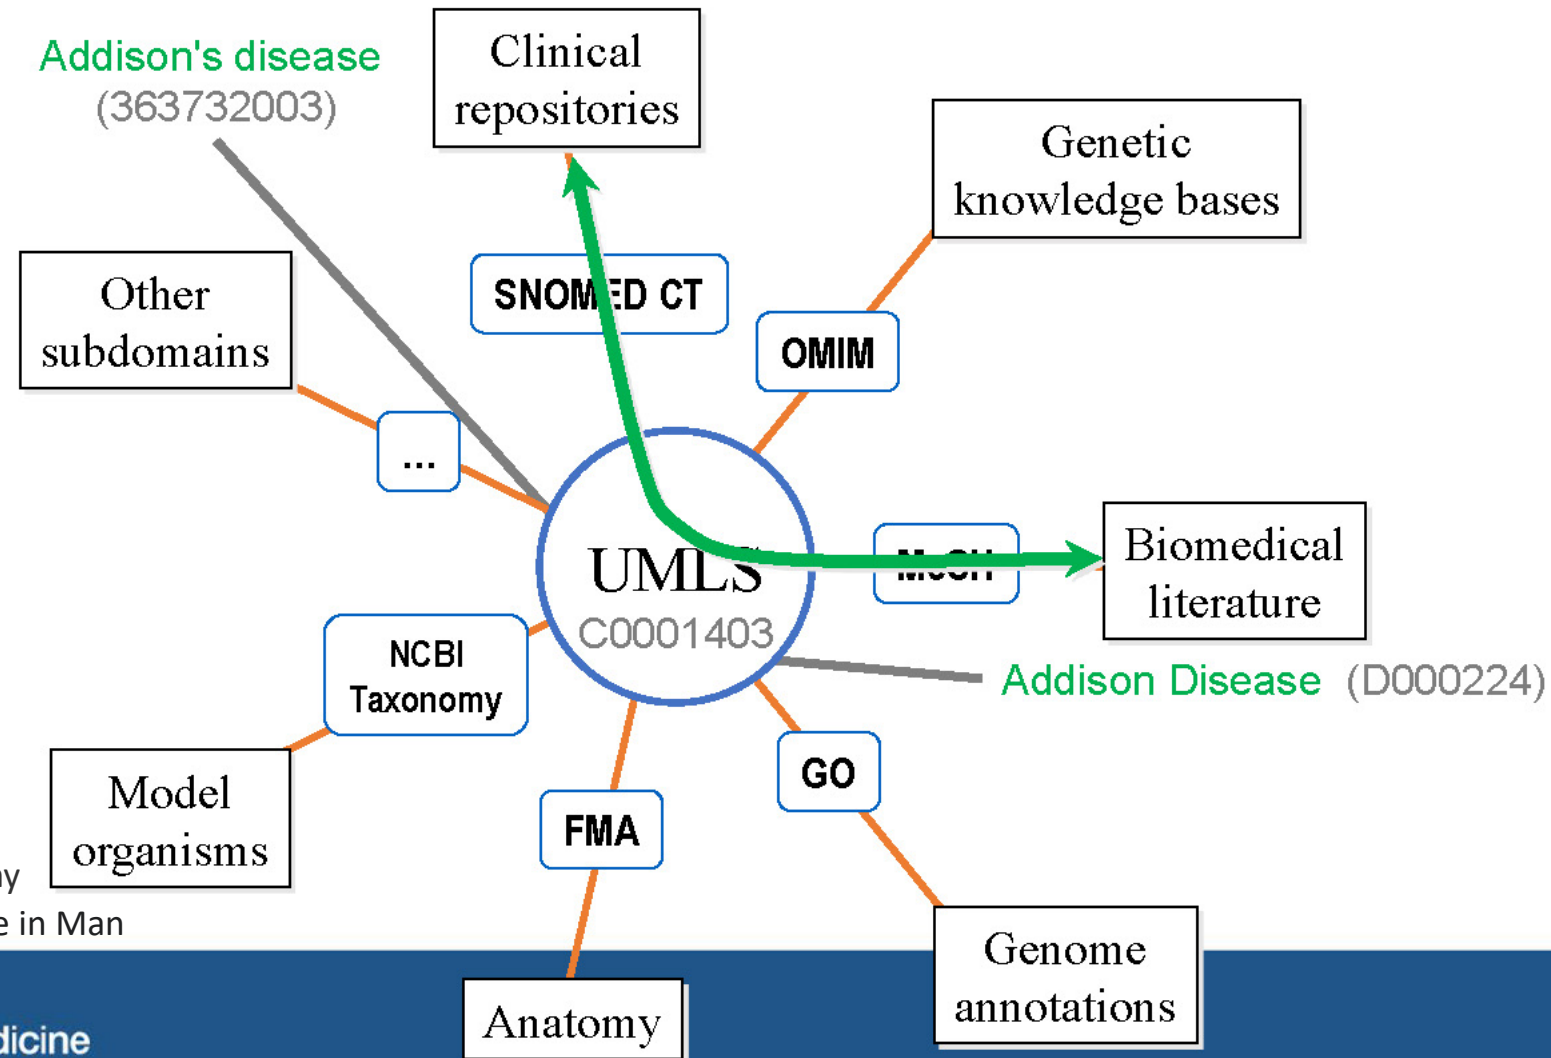 Addison's disease
(363732003)
Clinical
repositories
Genetic
knowledge bases
Other
subdomains
SNOMED CT
OMIM
...
UMLS
C0001403
MeSH
Biomedical
literature
Addison Disease (D000224)
NCBI
Taxonomy
Model
organisms
FMA
GO
Anatomy
Genome
annotations
e in Man
dicine